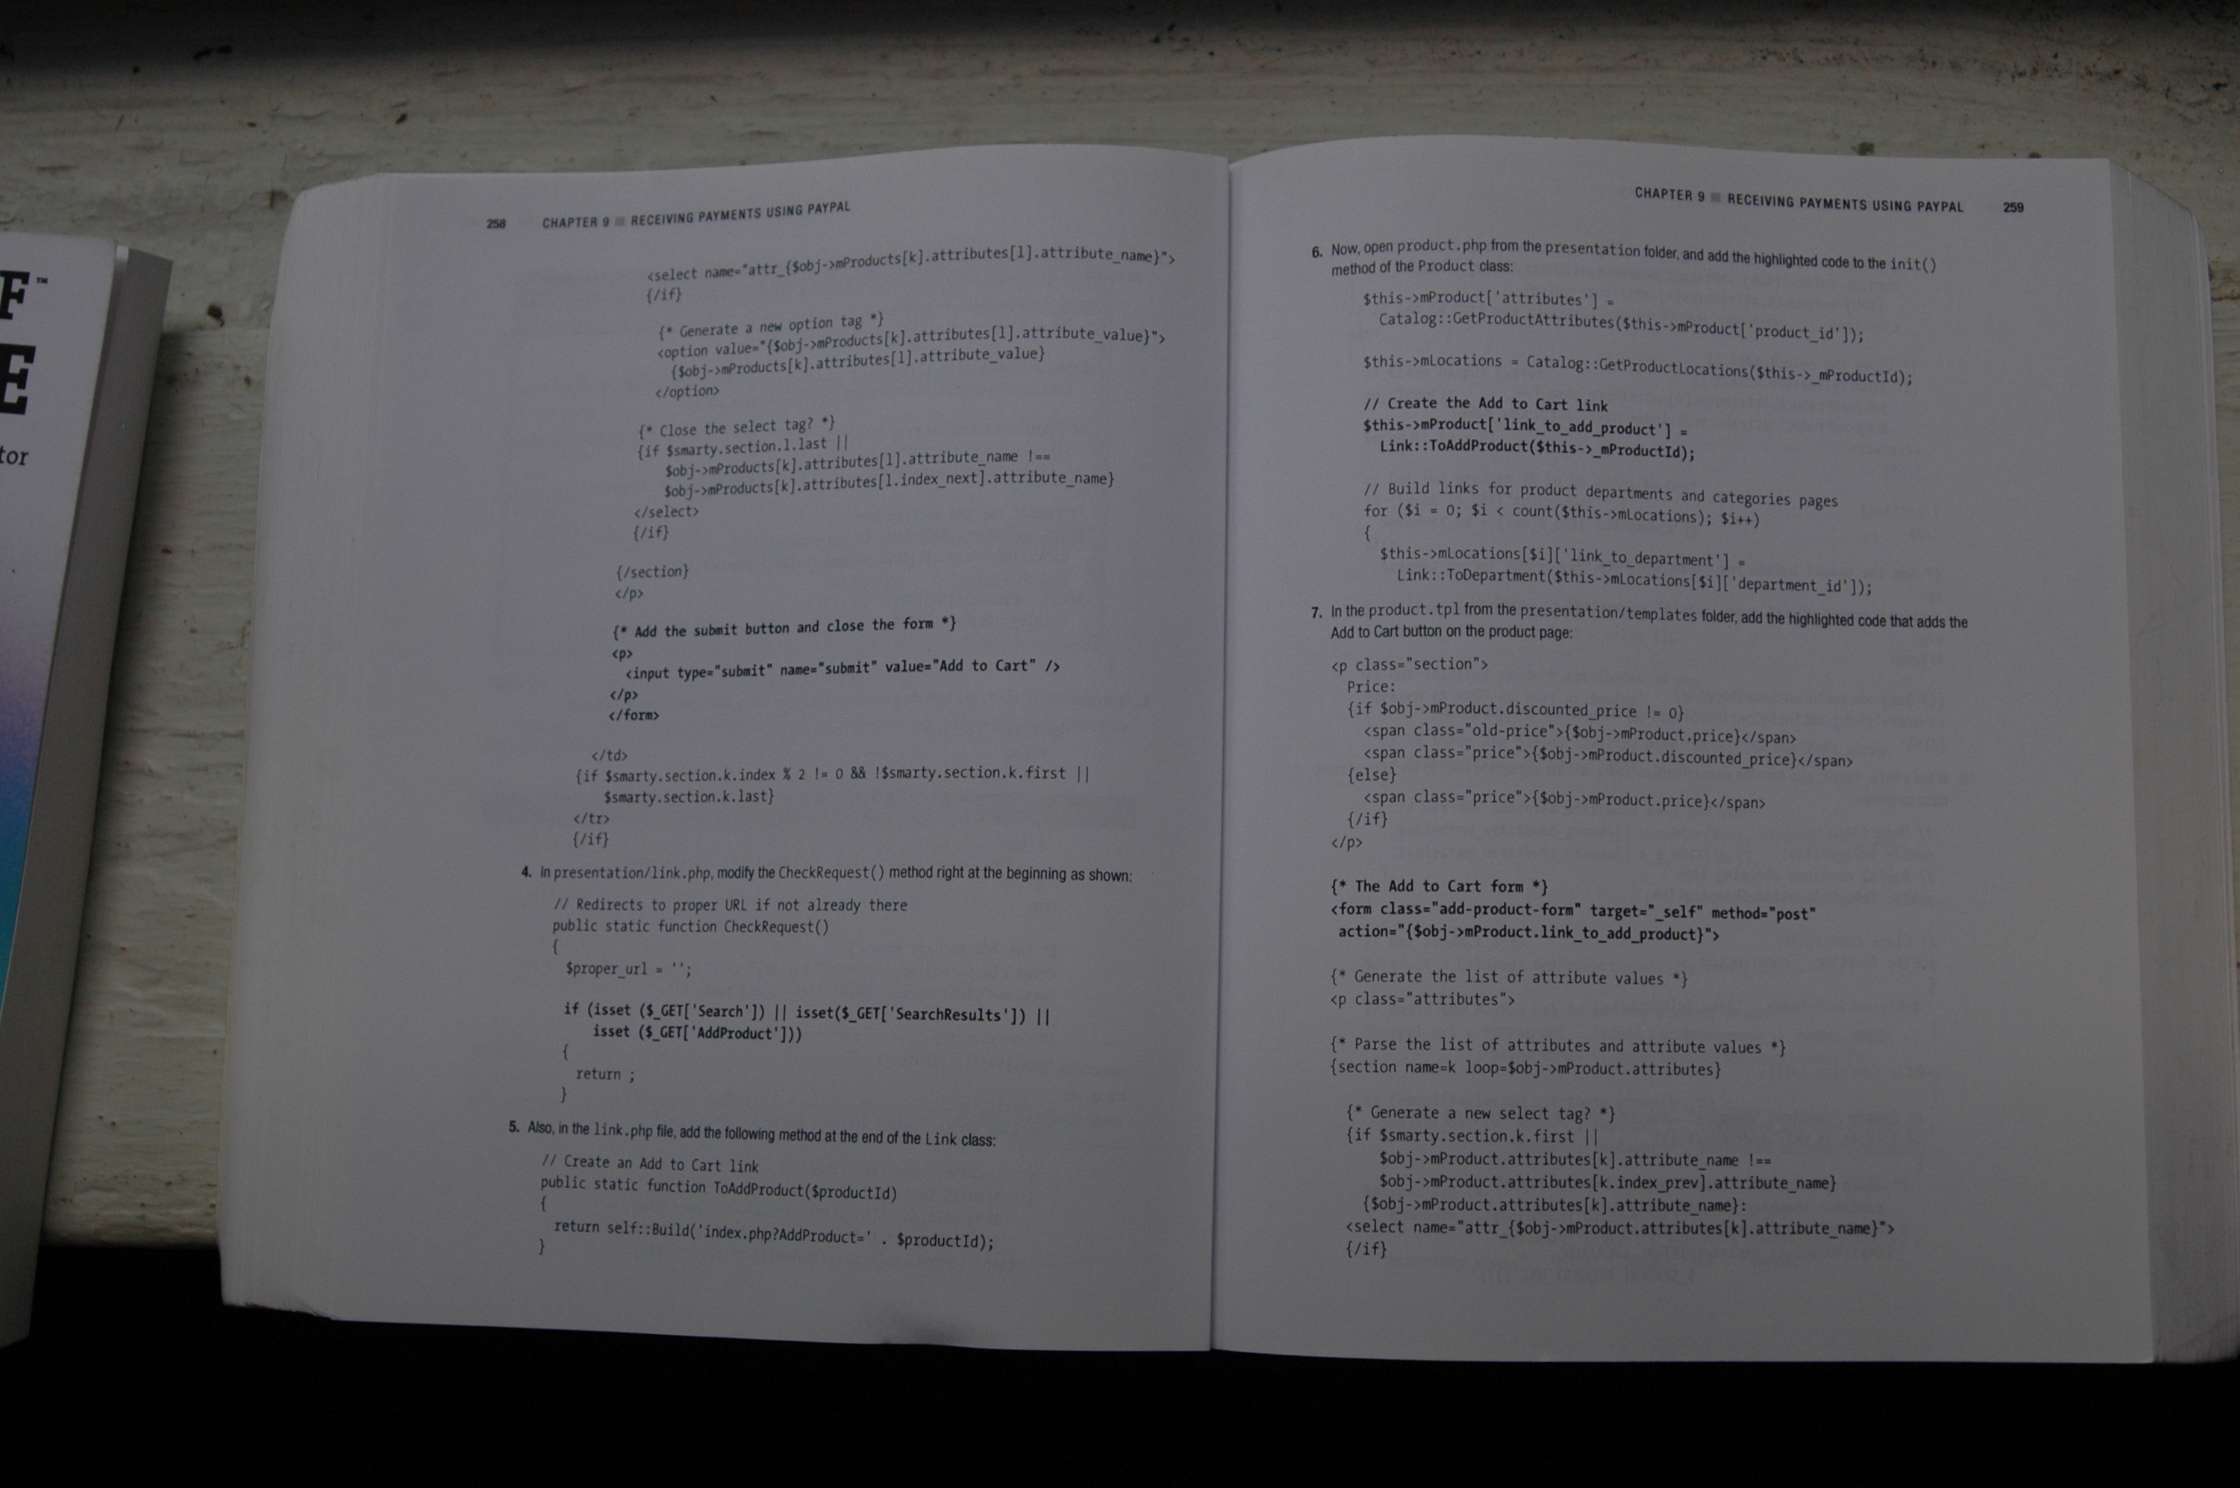 F™
E
tor
258 CHAPTER 9 ■ RECEIVING PAYMENTS USING PAYPAL
<select name="attr_{$obj->mProducts[k].attributes[l].attribute_name}">
{/if}
{* Generate a new option tag *}
<option value="{$obj->mProducts[k].attributes[l].attribute_value}">
{$obj->mProducts[k].attributes[l].attribute_value}
</option>
{* Close the select tag? *}
{if $smarty.section.l.last ||
$obj->mProducts[k].attributes[l].attribute_name !==
$obj->mProducts[k].attributes[l.index_next].attribute_name}
</select>
{/if}
{/section}
</p>
{* Add the submit button and close the form *}
<p>
<input type="submit" name="submit" value="Add to Cart" />
</p>
</form>
</td>
{if $smarty.section.k.index % 2 != 0 && !$smarty.section.k.first ||
$smarty.section.k.last}
</tr>
{/if}
4. In presentation/link.php, modify the CheckRequest() method right at the beginning as shown:
// Redirects to proper URL if not already there
public static function CheckRequest()
{
$proper_url = '';
if (isset ($_GET['Search']) || isset($_GET['SearchResults']) ||
isset ($_GET['AddProduct']))
{
return ;
}
5. Also, in the link.php file, add the following method at the end of the Link class:
// Create an Add to Cart link
public static function ToAddProduct($productId)
{
return self::Build('index.php?AddProduct=' . $productId);
}
CHAPTER 9 ■ RECEIVING PAYMENTS USING PAYPAL 259
6. Now, open product.php from the presentation folder, and add the highlighted code to the init()
method of the Product class:
$this->mProduct['attributes'] =
Catalog::GetProductAttributes($this->mProduct['product_id']);
$this->mLocations = Catalog::GetProductLocations($this->_mProductId);
// Create the Add to Cart link
$this->mProduct['link_to_add_product'] =
Link::ToAddProduct($this->_mProductId);
// Build links for product departments and categories pages
for ($i = 0; $i < count($this->mLocations); $i++)
{
$this->mLocations[$i]['link_to_department'] =
Link::ToDepartment($this->mLocations[$i]['department_id']);
7. In the product.tpl from the presentation/templates folder, add the highlighted code that adds the
Add to Cart button on the product page:
<p class="section">
Price:
{if $obj->mProduct.discounted_price != 0}
<span class="old-price">{$obj->mProduct.price}</span>
<span class="price">{$obj->mProduct.discounted_price}</span>
{else}
<span class="price">{$obj->mProduct.price}</span>
{/if}
</p>
{* The Add to Cart form *}
<form class="add-product-form" target="_self" method="post"
action="{$obj->mProduct.link_to_add_product}">
{* Generate the list of attribute values *}
<p class="attributes">
{* Parse the list of attributes and attribute values *}
{section name=k loop=$obj->mProduct.attributes}
{* Generate a new select tag? *}
{if $smarty.section.k.first ||
$obj->mProduct.attributes[k].attribute_name !==
$obj->mProduct.attributes[k.index_prev].attribute_name}
{$obj->mProduct.attributes[k].attribute_name}:
<select name="attr_{$obj->mProduct.attributes[k].attribute_name}">
{/if}